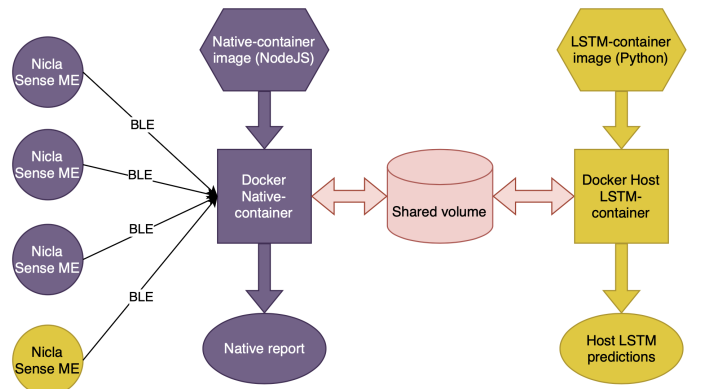 Native-container
image (NodeJS)
LSTM-container
image (Python)
Nicla
Sense ME
BLE
Nicla
Sense ME
BLE
Docker
Native-
container
Shared volume
Docker Host
LSTM-
container
Nicla
Sense ME
BLE
BLE
Nicla
Sense ME
Native report
Host LSTM
predictions